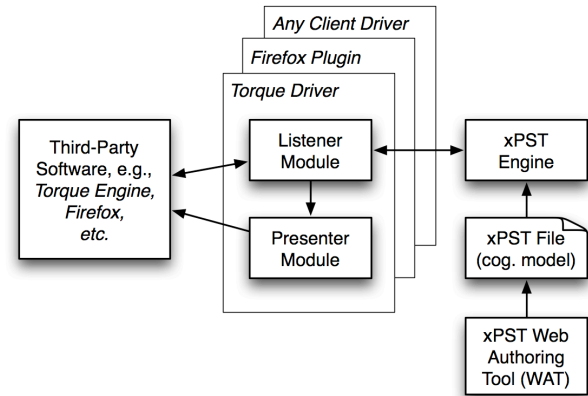 Any Client Driver
Firefox Plugin
Torque Driver
Third-Party
Software, e.g.,
Torque Engine,
Firefox,
etc.
Listener
Module
Presenter
Module
xPST
Engine
xPST File
(cog. model)
xPST Web
Authoring
Tool (WAT)